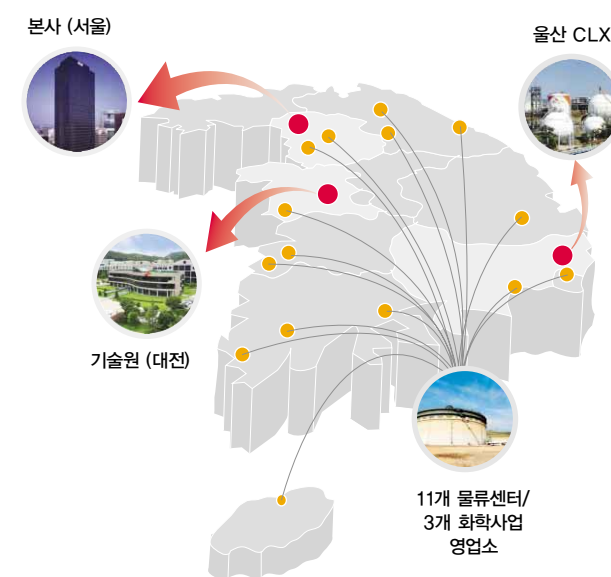 본사 (서울)
울산 CLX
기술원 (대전)
11개 물류센터/
3개 화학사업
영업소